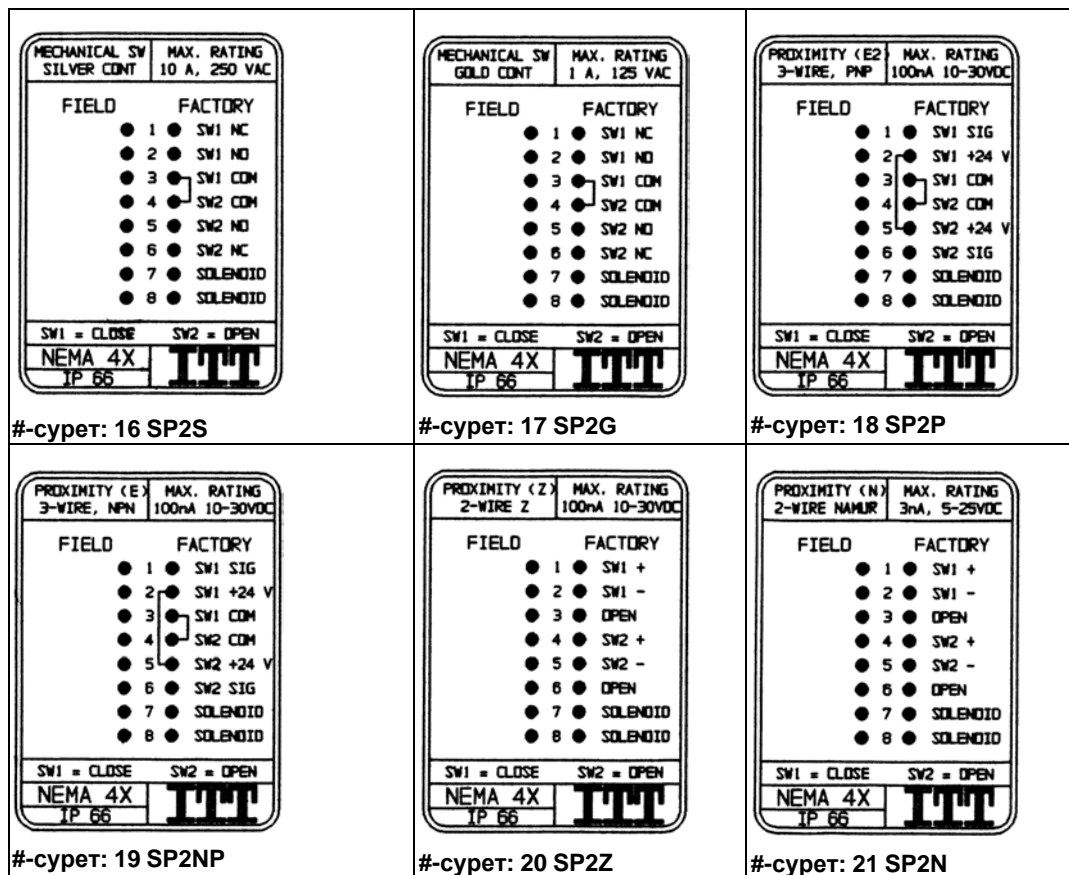 MECHANICAL SW MAX. RATING
SILVER CONT 10 A, 250 VAC
FIELD FACTORY
1 SW1 NC
2 SW1 NO
3 SW1 COM
4 SW2 COM
5 SW2 NO
6 SW2 NC
7 SOLENOID
8 SOLENOID
SW1 = CLOSE SW2 = OPEN
NEMA 4X ITT
IP 66
#-сурет: 16 SP2S
MECHANICAL SW MAX. RATING
GOLD CONT 1 A, 125 VAC
FIELD FACTORY
1 SW1 NC
2 SW1 NO
3 SW1 COM
4 SW2 COM
5 SW2 NO
6 SW2 NC
7 SOLENOID
8 SOLENOID
SW1 = CLOSE SW2 = OPEN
NEMA 4X ITT
IP 66
#-сурет: 17 SP2G
PROXIMITY (E2) MAX. RATING
3-WIRE, PNP 100mA 10-30VDC
FIELD FACTORY
1 SW1 SIG
2 SW1 +24 V
3 SW1 COM
4 SW2 COM
5 SW2 +24 V
6 SW2 SIG
7 SOLENOID
8 SOLENOID
SW1 = CLOSE SW2 = OPEN
NEMA 4X ITT
IP 66
#-сурет: 18 SP2P
PROXIMITY (E) MAX. RATING
3-WIRE, NPN 100mA 10-30VDC
FIELD FACTORY
1 SW1 SIG
2 SW1 +24 V
3 SW1 COM
4 SW2 COM
5 SW2 +24 V
6 SW2 SIG
7 SOLENOID
8 SOLENOID
SW1 = CLOSE SW2 = OPEN
NEMA 4X ITT
IP 66
#-сурет: 19 SP2NP
PROXIMITY (Z) MAX. RATING
2-WIRE Z 100mA 10-30VDC
FIELD FACTORY
1 SW1 +
2 SW1 -
3 OPEN
4 SW2 +
5 SW2 -
6 OPEN
7 SOLENOID
8 SOLENOID
SW1 = CLOSE SW2 = OPEN
NEMA 4X ITT
IP 66
#-сурет: 20 SP2Z
PROXIMITY (N) MAX. RATING
2-WIRE NAMUR 3mA, 5-25VDC
FIELD FACTORY
1 SW1 +
2 SW1 -
3 OPEN
4 SW2 +
5 SW2 -
6 OPEN
7 SOLENOID
8 SOLENOID
SW1 = CLOSE SW2 = OPEN
NEMA 4X ITT
IP 66
#-сурет: 21 SP2N